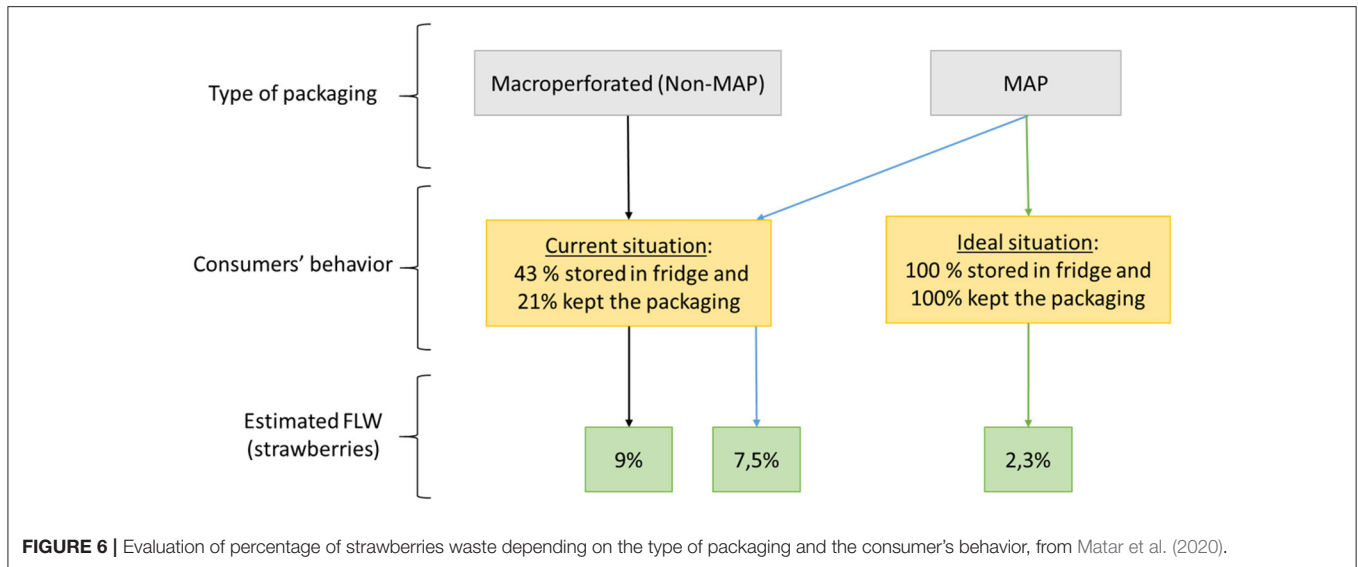 Type of packaging
Macroperforated (Non-MAP)
MAP
Consumers' behavior
Current situation:
43 % stored in fridge and
21% kept the packaging
Ideal situation:
100 % stored in fridge and
100% kept the packaging
Estimated FLW
(strawberries)
9%
7,5%
2,3%
FIGURE 6 | Evaluation of percentage of strawberries waste depending on the type of packaging and the consumer's behavior, from Matar et al. (2020).